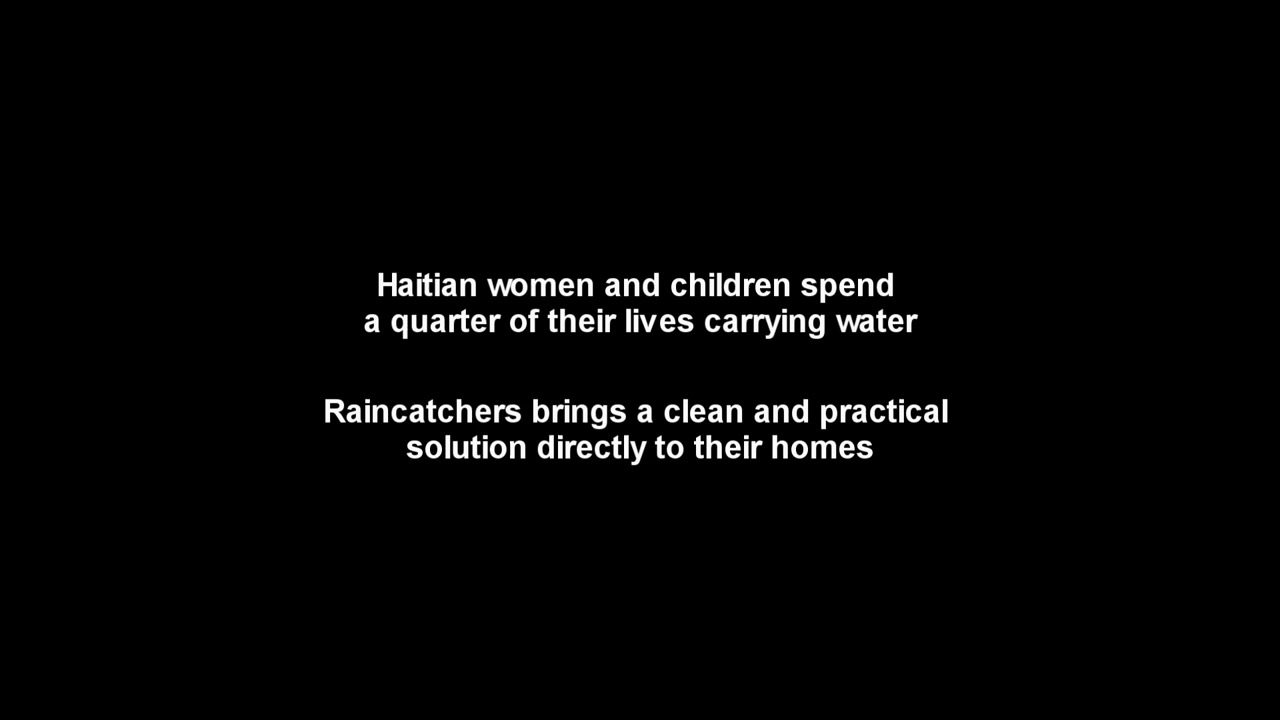 Haitian women and children spend
a quarter of their lives carrying water
Raincatchers brings a clean and practical
solution directly to their homes